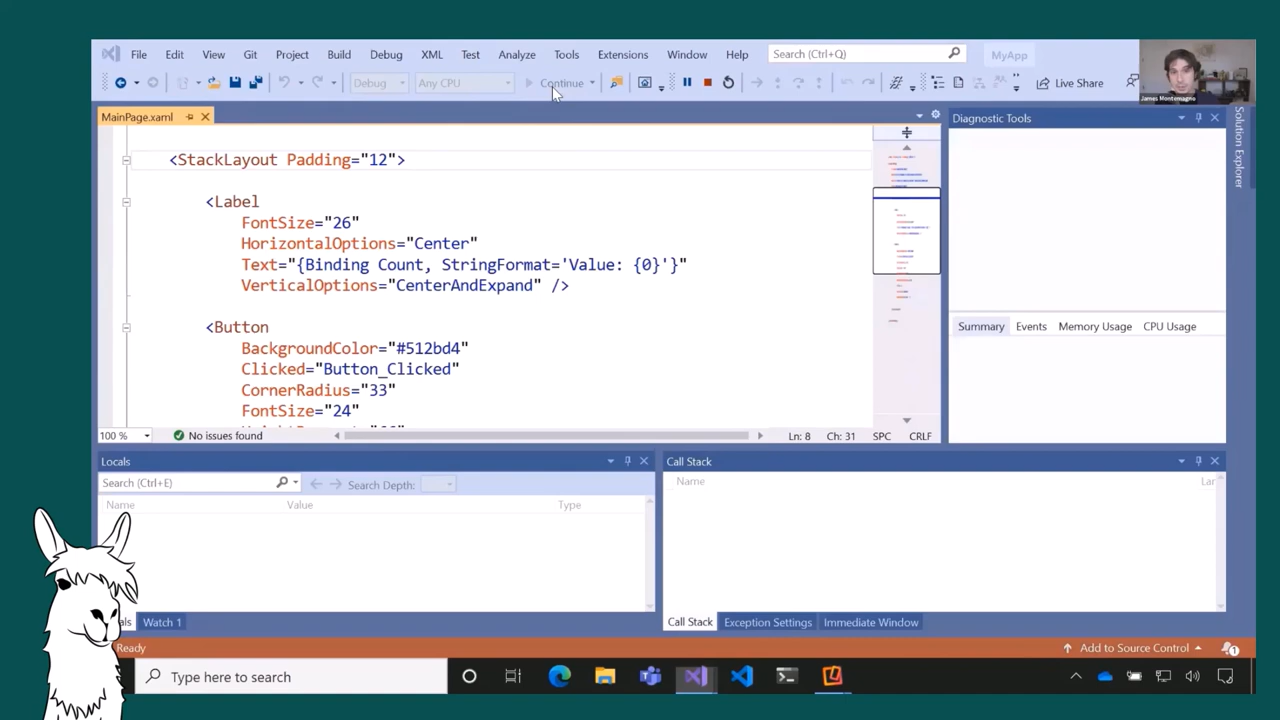 File Edit View Git Project Build Debug XML Test Analyze Tools Extensions Window Help Search (Ctrl+Q) MyApp
Debug Any CPU Continue Live Share
James Montemagno
MainPage.xaml
<StackLayout Padding="12">
<Label
FontSize="26"
HorizontalOptions="Center"
Text="{Binding Count, StringFormat='Value: {0}'}"
VerticalOptions="CenterAndExpand" />
<Button
BackgroundColor="#512bd4"
Clicked="Button_Clicked"
CornerRadius="33"
FontSize="24"
100 % No issues found Ln: 8 Ch: 31 SPC CRLF
Diagnostic Tools
Summary Events Memory Usage CPU Usage
Solution Explorer
Locals
Search (Ctrl+E) Search Depth:
Name Value Type
Watch 1
Call Stack
Name Lar
Call Stack Exception Settings Immediate Window
Ready Add to Source Control 1
Type here to search